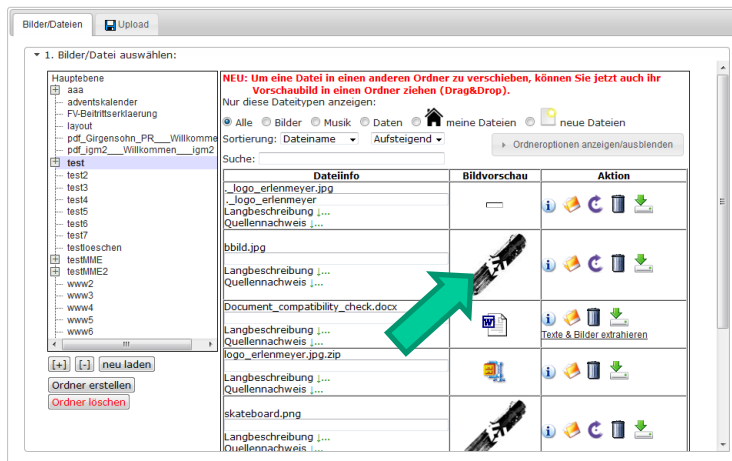 Bilder/Dateien
Upload
1. Bilder/Datei auswählen:
Hauptebene
aaa
adventskalender
FV-Beitrittserklaerung
layout
pdf_Girgensohn_PR___Willkomme
pdf_igm2___Willkommen___igm2
test
test2
test3
test4
test5
test6
test7
testloeschen
testMME
testMME2
www2
www3
www4
www5
www6
[+] [-] neu laden
Ordner erstellen
Ordner löschen
NEU: Um eine Datei in einen anderen Ordner zu verschieben, können Sie jetzt auch ihr
Vorschaubild in einen Ordner ziehen (Drag&Drop).
Nur diese Dateitypen anzeigen:
Alle Bilder Musik Daten meine Dateien neue Dateien
Sortierung: Dateiname Aufsteigend
Ordneroptionen anzeigen/ausblenden
Suche:
Dateiinfo Bildvorschau Aktion
._logo_erlenmeyer.jpg
._logo_erlenmeyer
Langbeschreibung ↓...
Quellennachweis ↓...
bbild.jpg
Langbeschreibung ↓...
Quellennachweis ↓...
Document_compatibility_check.docx
Langbeschreibung ↓...
Quellennachweis ↓...
Texte & Bilder extrahieren
logo_erlenmeyer.jpg.zip
Langbeschreibung ↓...
Quellennachweis ↓...
skateboard.png
Langbeschreibung ↓...
Quellennachweis ↓...